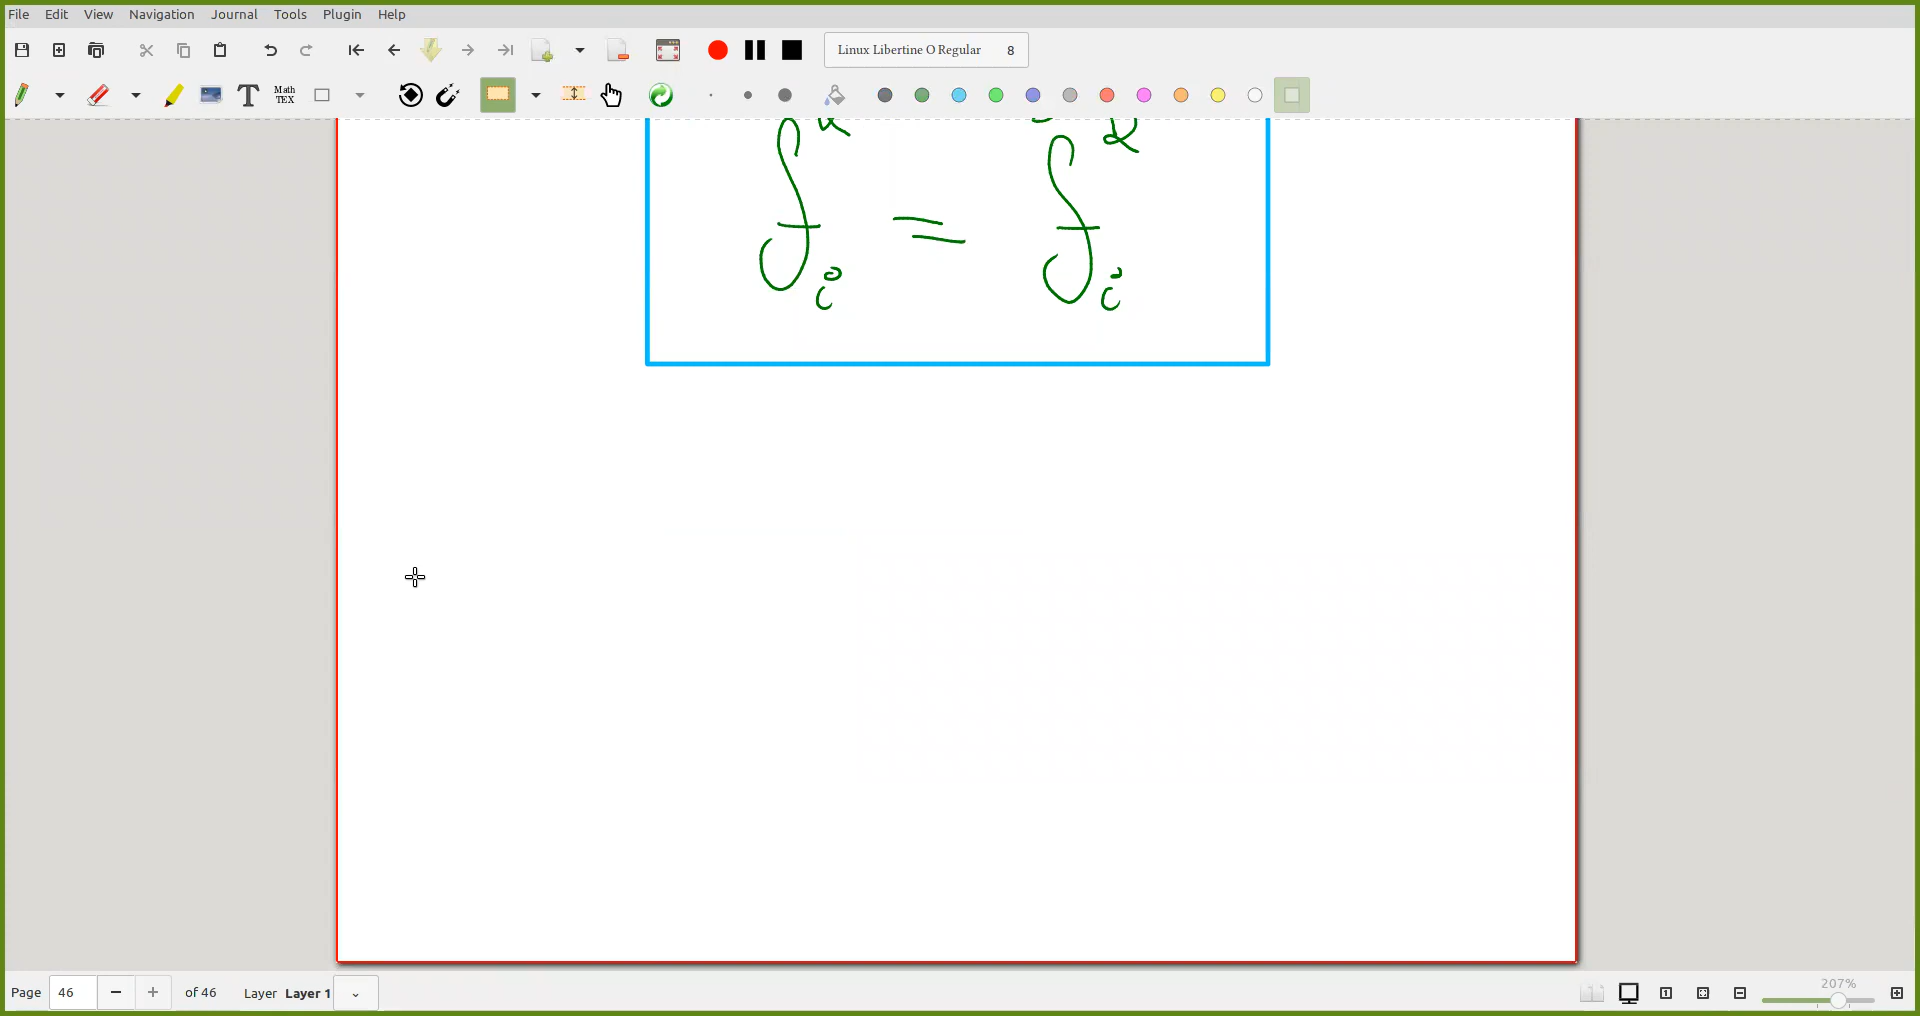 File Edit View Navigation Journal Tools Plugin Help
Linux Libertine O Regular 8
T Math TEX
∫ = ∫
i i
Page 46 of 46 Layer Layer 1 207%